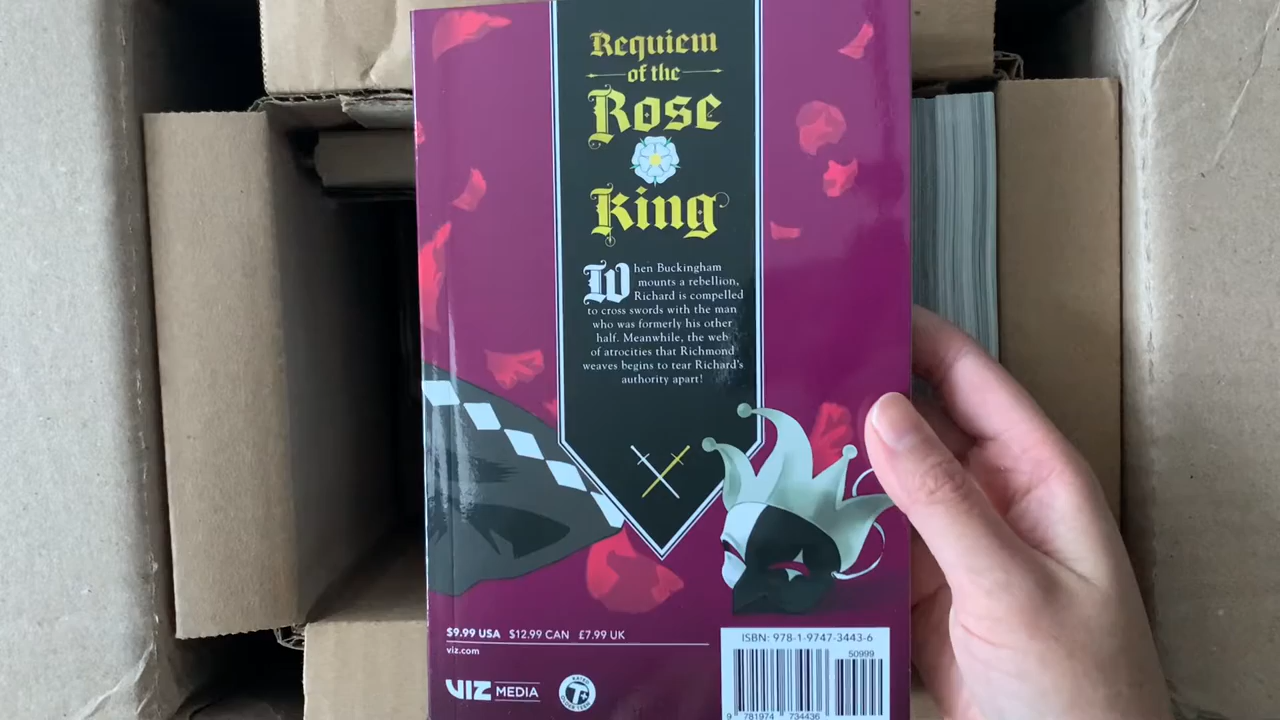 Requiem
of the
Rose
King
When Buckingham
mounts a rebellion,
Richard is compelled
to cross swords with the man
who was formerly his other
half. Meanwhile, the web
of atrocities that Richmond
weaves begins to tear Richard's
authority apart!
$9.99 USA $12.99 CAN £7.99 UK
viz.com
VIZ MEDIA
RATED
T+
OLDER TEEN
ISBN: 978-1-9747-3443-6
50999
9 781974 734436